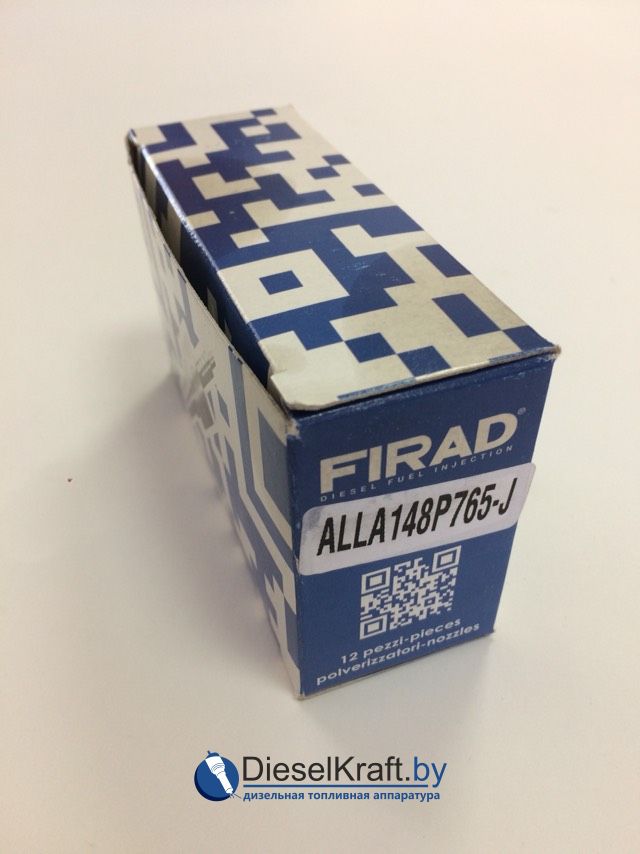 FIRAD®
DIESEL FUEL INJECTION
ALLA148P765-J
12 pezzi-pieces
polverizzatori-nozzles
DieselKraft.by
дизельная топливная аппаратура